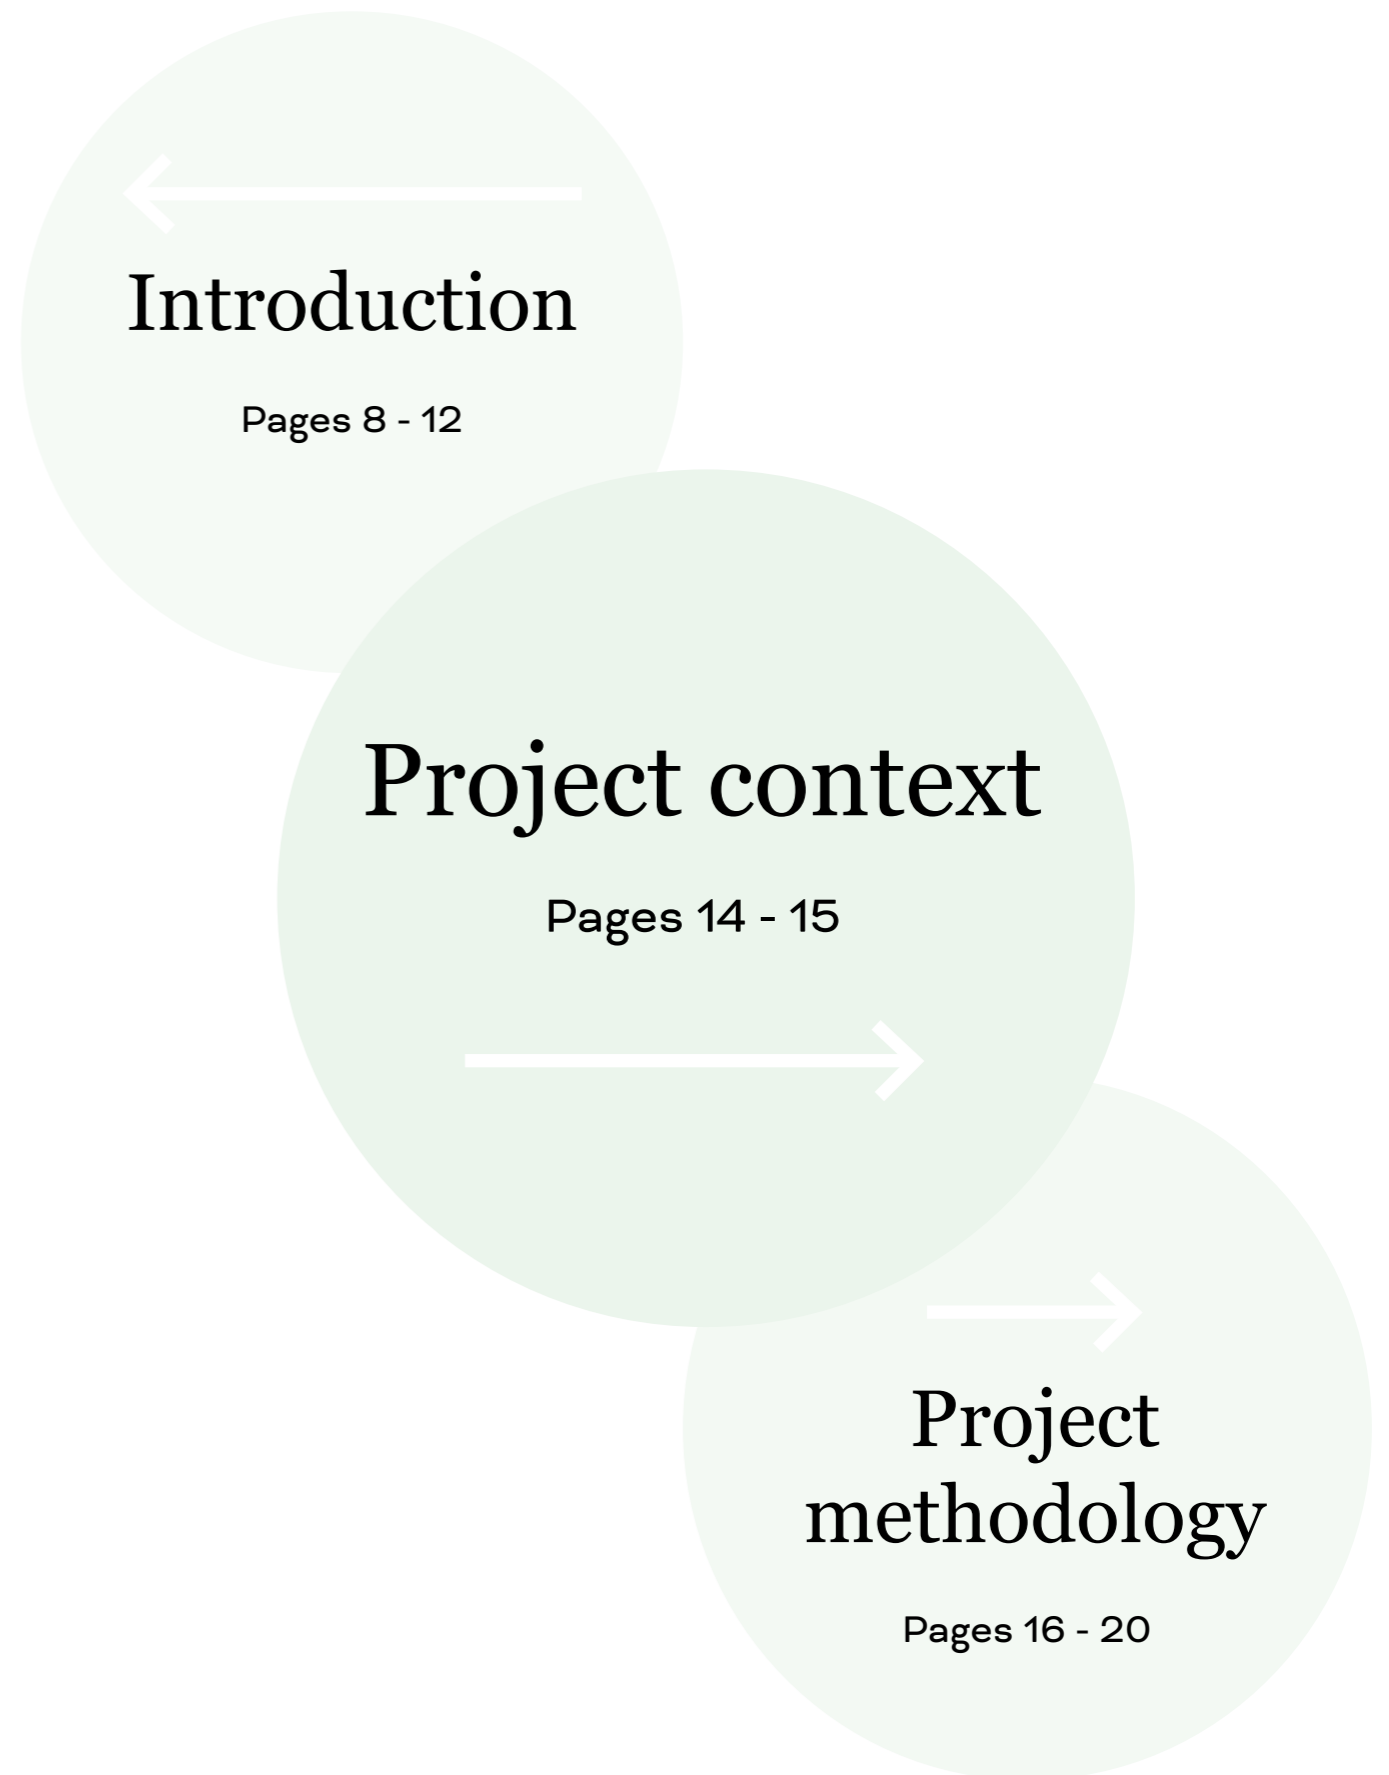 Introduction
Pages 8 - 12
Project context
Pages 14 - 15
Project
methodology
Pages 16 - 20